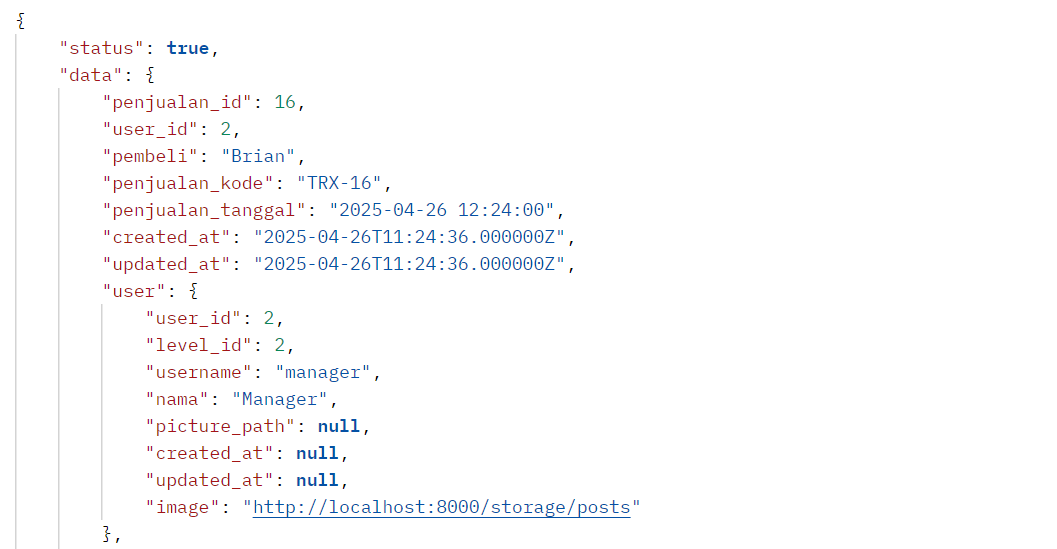 {
    "status": true,
    "data": {
        "penjualan_id": 16,
        "user_id": 2,
        "pembeli": "Brian",
        "penjualan_kode": "TRX-16",
        "penjualan_tanggal": "2025-04-26 12:24:00",
        "created_at": "2025-04-26T11:24:36.000000Z",
        "updated_at": "2025-04-26T11:24:36.000000Z",
        "user": {
            "user_id": 2,
            "level_id": 2,
            "username": "manager",
            "nama": "Manager",
            "picture_path": null,
            "created_at": null,
            "updated_at": null,
            "image": "http://localhost:8000/storage/posts"
        },